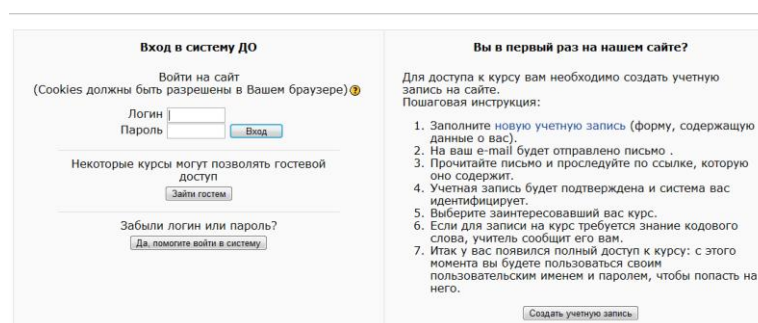 Вход в систему ДО
Войти на сайт
(Cookies должны быть разрешены в Вашем браузере)
Логин
Пароль Вход
Некоторые курсы могут позволять гостевой
доступ
Зайти гостем
Забыли логин или пароль?
Да, помогите войти в систему
Вы в первый раз на нашем сайте?
Для доступа к курсу вам необходимо создать учетную
запись на сайте.
Пошаговая инструкция:
1. Заполните новую учетную запись (форму, содержащую
данные о вас).
2. На ваш e-mail будет отправлено письмо .
3. Прочитайте письмо и проследуйте по ссылке, которую
оно содержит.
4. Учетная запись будет подтверждена и система вас
идентифицирует.
5. Выберите заинтересовавший вас курс.
6. Если для записи на курс требуется знание кодового
слова, учитель сообщит его вам.
7. Итак у вас появился полный доступ к курсу: с этого
момента вы будете пользоваться своим
пользовательским именем и паролем, чтобы попасть на
него.
Создать учетную запись